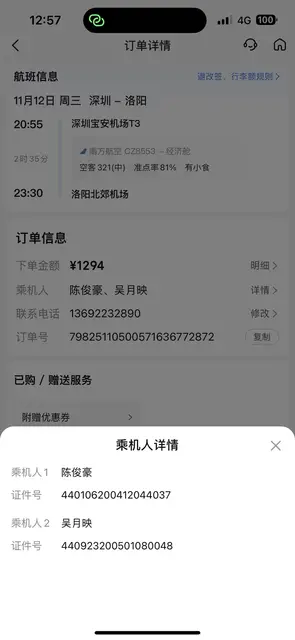 12:57
4G 100
订单详情
航班信息
退改签、行李额规则 >
11月12日 周三 深圳 – 洛阳
20:55
深圳宝安机场T3
2时35分
南方航空 CZ8553 – 经济舱
空客 321(中) 准点率81% 有小食
23:30
洛阳北郊机场
订单信息
下单金额 ¥1294 明细 >
乘机人 陈俊豪、吴月映 详情 >
联系电话 13692232890 修改 >
订单号 79825110500571636772872 复制
已购 / 赠送服务
附赠优惠券 >
乘机人详情
乘机人1 陈俊豪
证件号 440106200412044037
乘机人2 吴月映
证件号 440923200501080048